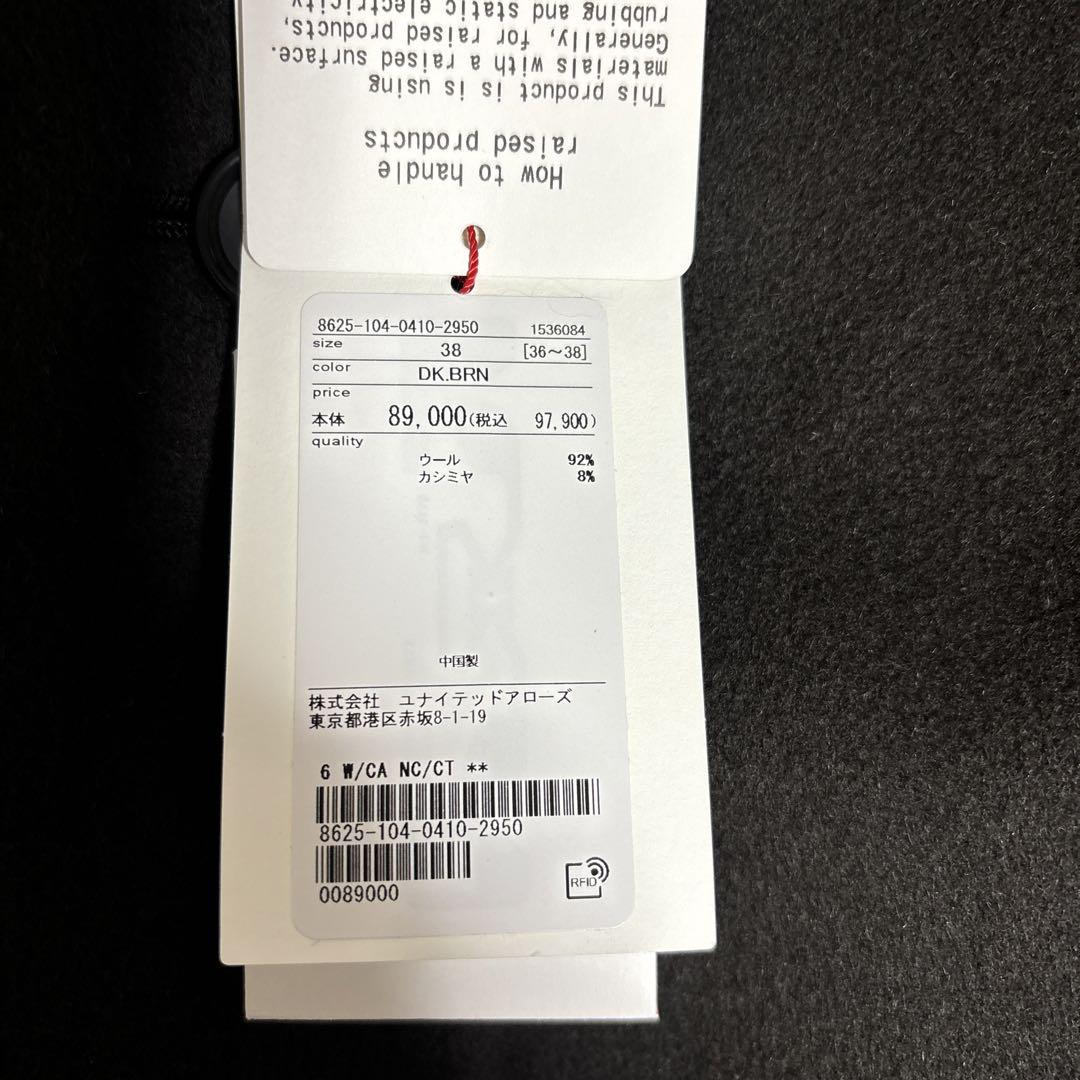 How to handle
raised products
This product is using
materials with a raised surface.
Generally, for raised products,
rubbing and static electricity
8625-104-0410-2950 1536084
size 38 [36～38]
color DK.BRN
price
本体 89,000(税込 97,900)
quality
ウール 92%
カシミヤ 8%
中国製
株式会社 ユナイテッドアローズ
東京都港区赤坂8-1-19
6 W/CA NC/CT **
8625-104-0410-2950
0089000
RFID